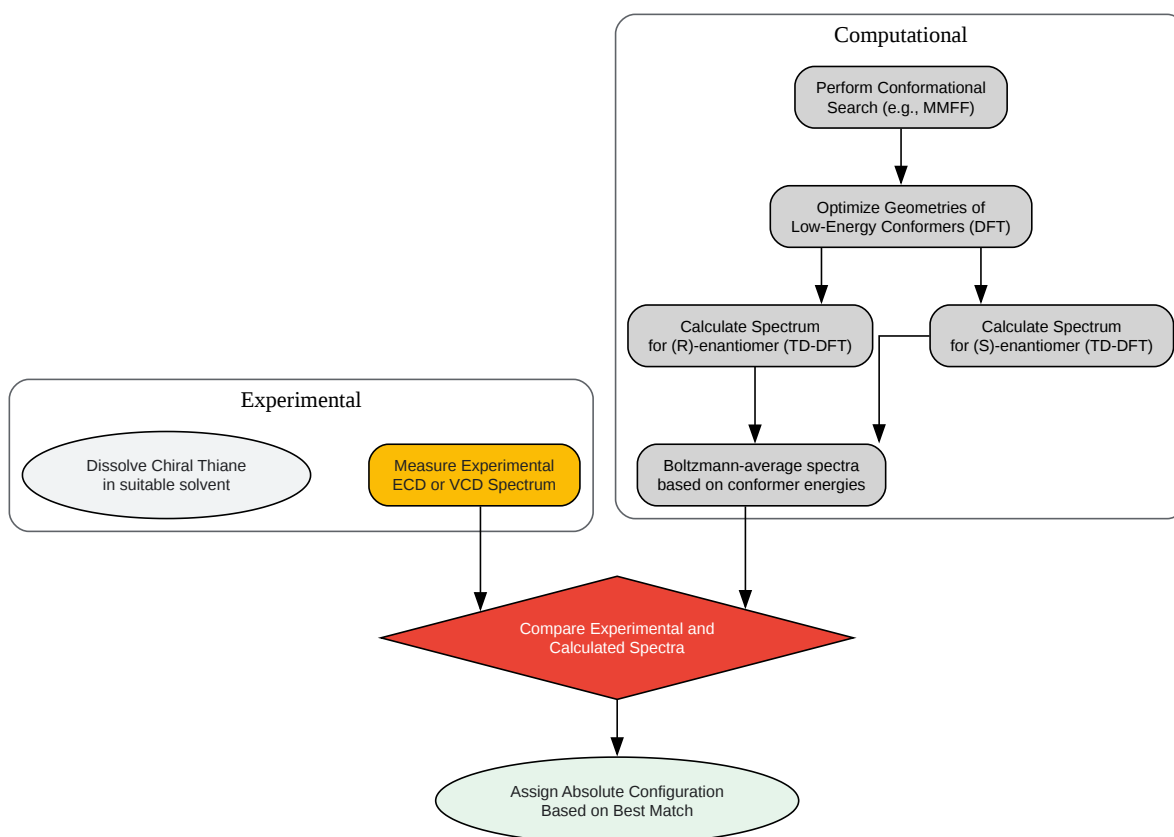 Computational
Perform Conformational
Search (e.g., MMFF)
Optimize Geometries of
Low-Energy Conformers (DFT)
Calculate Spectrum
for (R)-enantiomer (TD-DFT)
Calculate Spectrum
for (S)-enantiomer (TD-DFT)
Experimental
Dissolve Chiral Thiane
in suitable solvent
Measure Experimental
ECD or VCD Spectrum
Boltzmann-average spectra
based on conformer energies
Compare Experimental and
Calculated Spectra
Assign Absolute Configuration
Based on Best Match